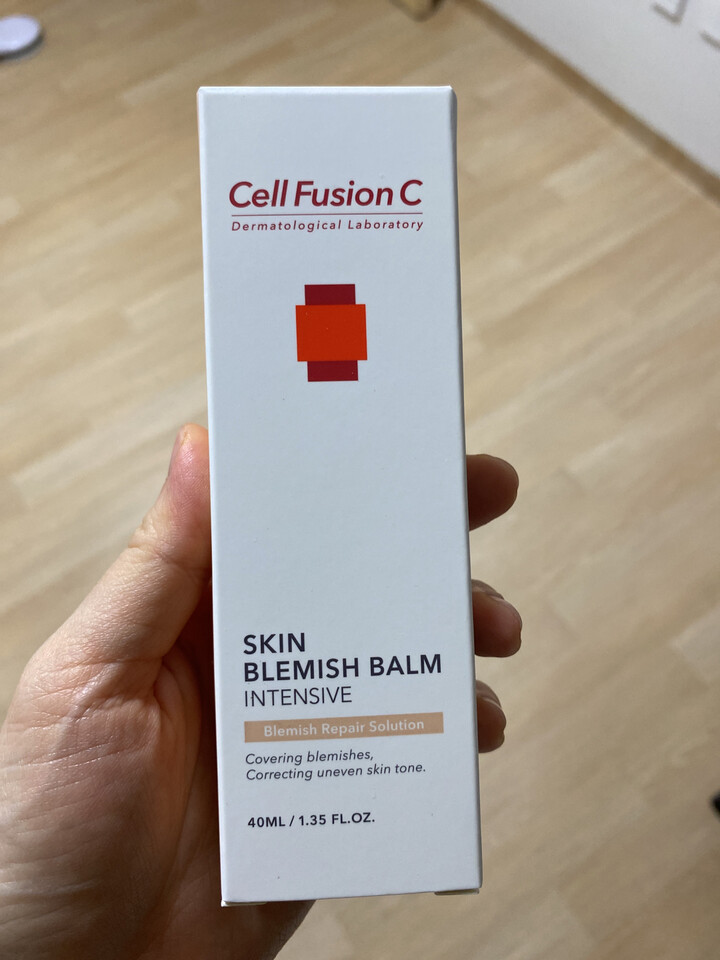 Cell Fusion C
Dermatological Laboratory
SKIN
BLEMISH BALM
INTENSIVE
Blemish Repair Solution
Covering blemishes,
Correcting uneven skin tone.
40ML / 1.35 FL.OZ.